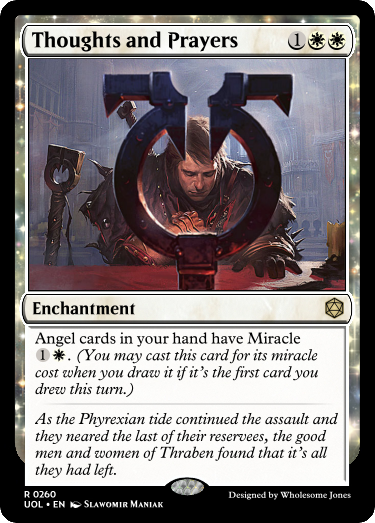 Thoughts and Prayers 1
Enchantment
Angel cards in your hand have Miracle
1. (You may cast this card for its miracle
cost when you draw it if it's the first card you
drew this turn.)
As the Phyrexian tide continued the assault and
they neared the last of their reservees, the good
men and women of Thraben found that it's all
they had left.
R 0260
UOL • EN Slawomir Maniak
Designed by Wholesome Jones